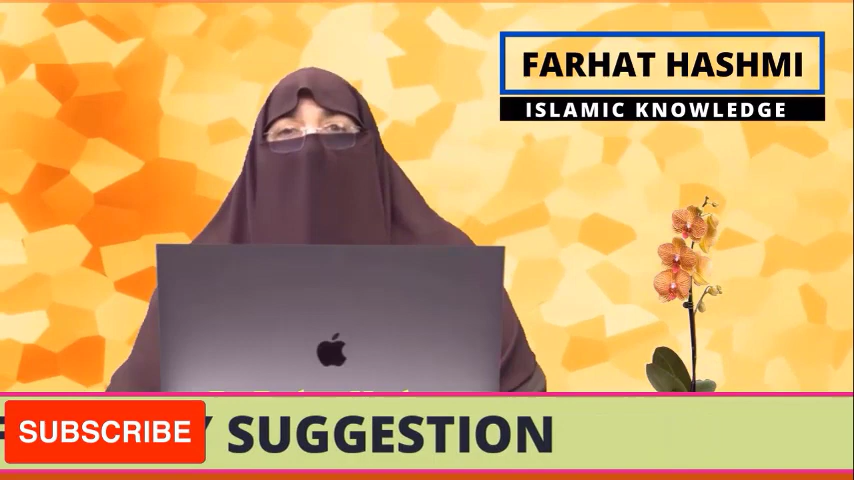 FARHAT HASHMI
ISLAMIC KNOWLEDGE
SUBSCRIBE
SUGGESTION